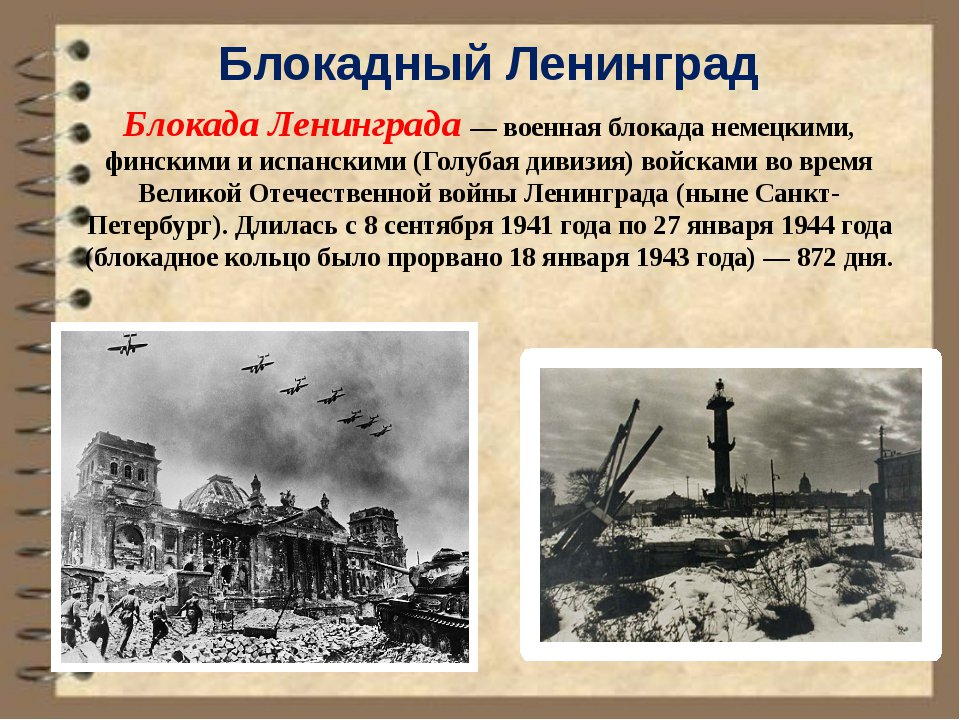 Блокадный Ленинград
Блокада Ленинграда — военная блокада немецкими,
финскими и испанскими (Голубая дивизия) войсками во время
Великой Отечественной войны Ленинграда (ныне Санкт-
Петербург). Длилась с 8 сентября 1941 года по 27 января 1944 года
(блокадное кольцо было прорвано 18 января 1943 года) — 872 дня.